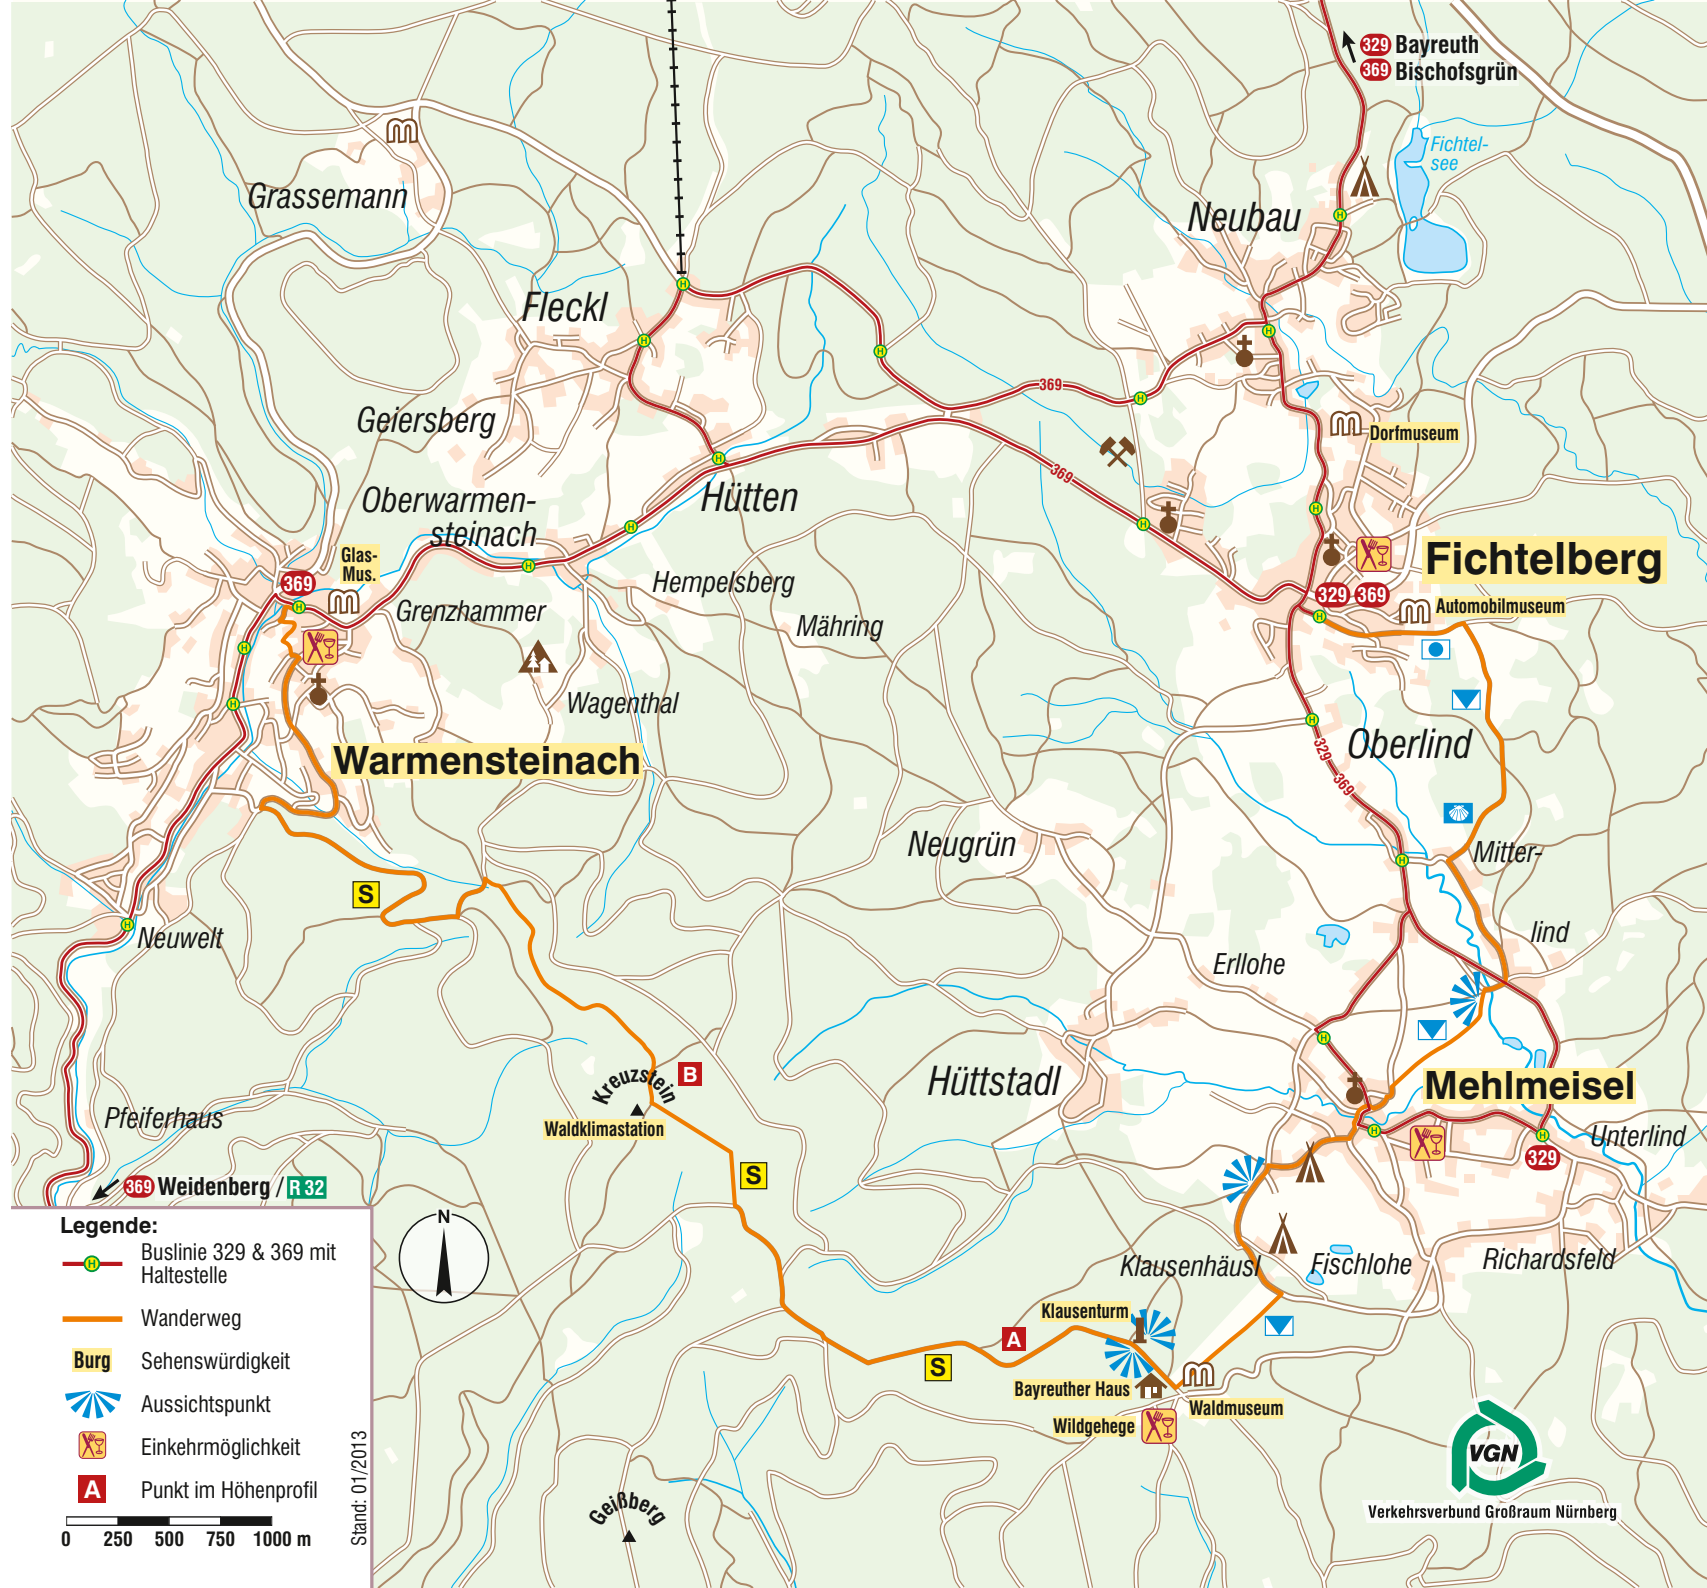 329 Bayreuth
369 Bischofsgrün
Fichtel-
see
Grassemann
Neubau
Fleckl
369
Geiersberg
Dorfmuseum
369
Oberwarmen-
steinach
Hütten
Glas-
Mus.
369
Fichtelberg
Hempelsberg
329 369
Automobilmuseum
Grenzhammer
Mähring
Wagenthal
Warmensteinach
Oberlind
329
369
Neugrün
Mitter-
lind
S
Neuwelt
Erllohe
Kreuzstein
B
Hüttstadl
Mehlmeisel
Pfeiferhaus
Waldklimastation
Unterlind
329
S
369 Weidenberg / R 32
Klausenhäusl
Fischlohe
Richardsfeld
Klausenturm
A
S
Bayreuther Haus
Waldmuseum
Wildgehege
Geißberg
N
Legende:
H Buslinie 329 & 369 mit
Haltestelle
Wanderweg
Burg Sehenswürdigkeit
Aussichtspunkt
Einkehrmöglichkeit
A Punkt im Höhenprofil
0 250 500 750 1000 m
Stand: 01/2013
VGN
Verkehrsverbund Großraum Nürnberg